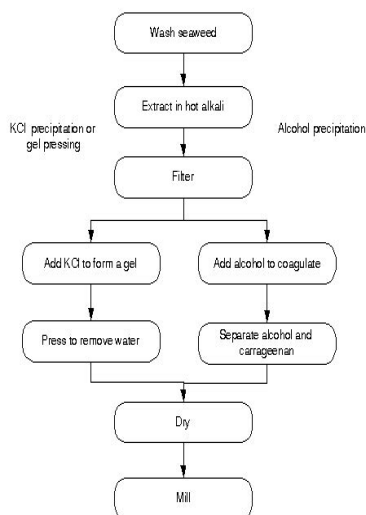 Wash seaweed
Extract in hot alkali
KCl precipitation or
gel pressing
Alcohol precipitation
Filter
Add KCl to form a gel
Add alcohol to coagulate
Press to remove water
Separate alcohol and
carrageenan
Dry
Mill